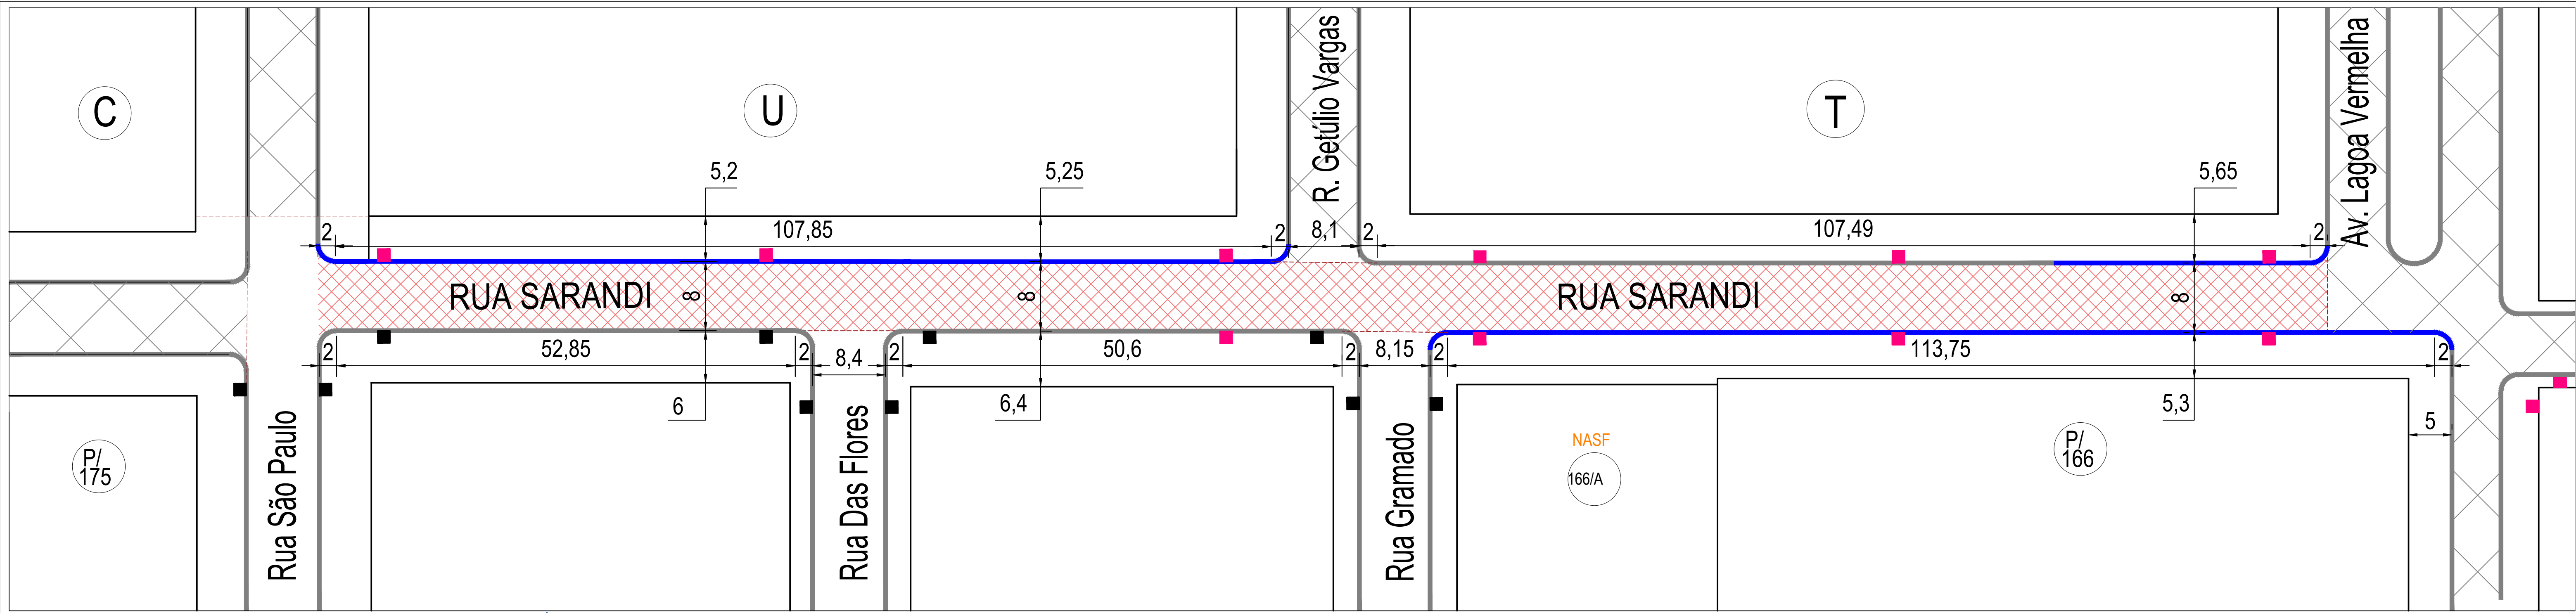 C
U
R. Getúlio Vargas
T
Av. Lagoa Vermelha
5,2
5,25
5,65
2
107,85
2
8,1
2
107,49
2
RUA SARANDI
8
8
RUA SARANDI
8
2
52,85
2
8,4
2
50,6
2
8,15
2
113,75
2
6
6,4
5,3
5
P/
175
Rua São Paulo
Rua Das Flores
Rua Gramado
NASF
166/A
P/
166